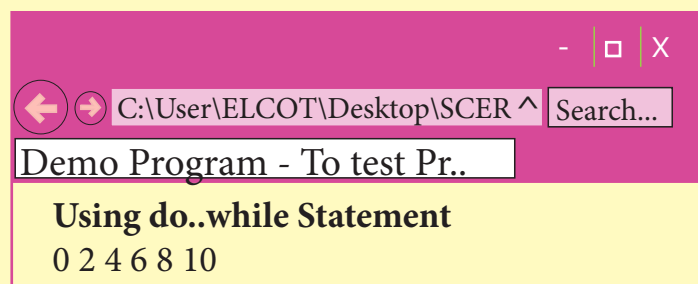 - X
C:\User\ELCOT\Desktop\SCER ^ Search...
Demo Program - To test Pr..
Using do..while Statement
0 2 4 6 8 10